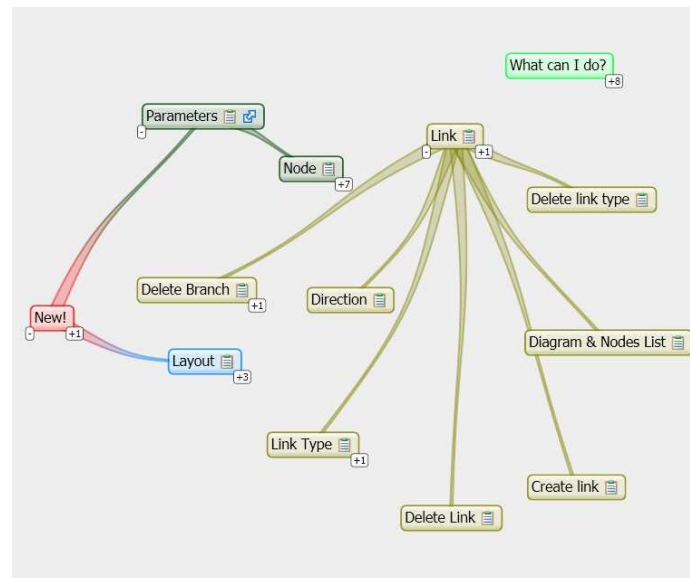 What can I do?
+8
Parameters
-
Link
-
+1
Node
+7
Delete link type
Delete Branch
+1
Direction
New!
-
+1
Diagram & Nodes List
Layout
+3
Link Type
+1
Create link
Delete Link